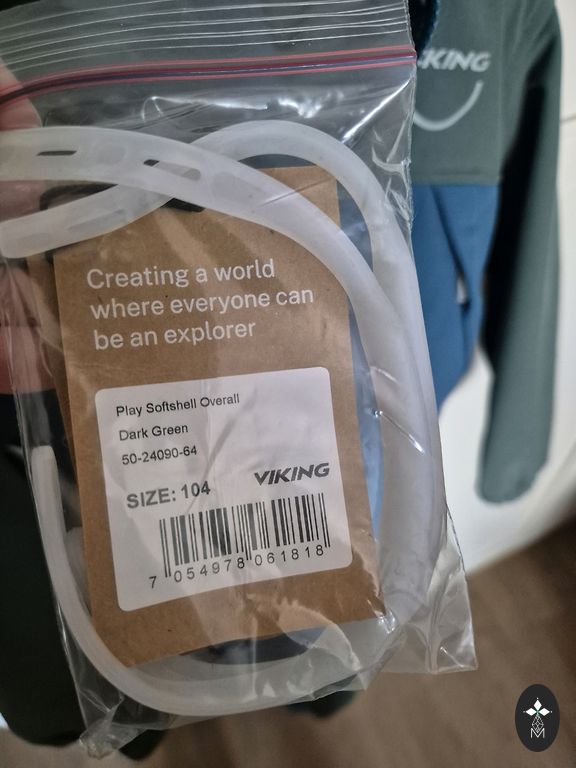 VIKING
Creating a world
where everyone can
be an explorer
Play Softshell Overall
Dark Green
50-24090-64
VIKING
SIZE: 104
7 054978 061818
M